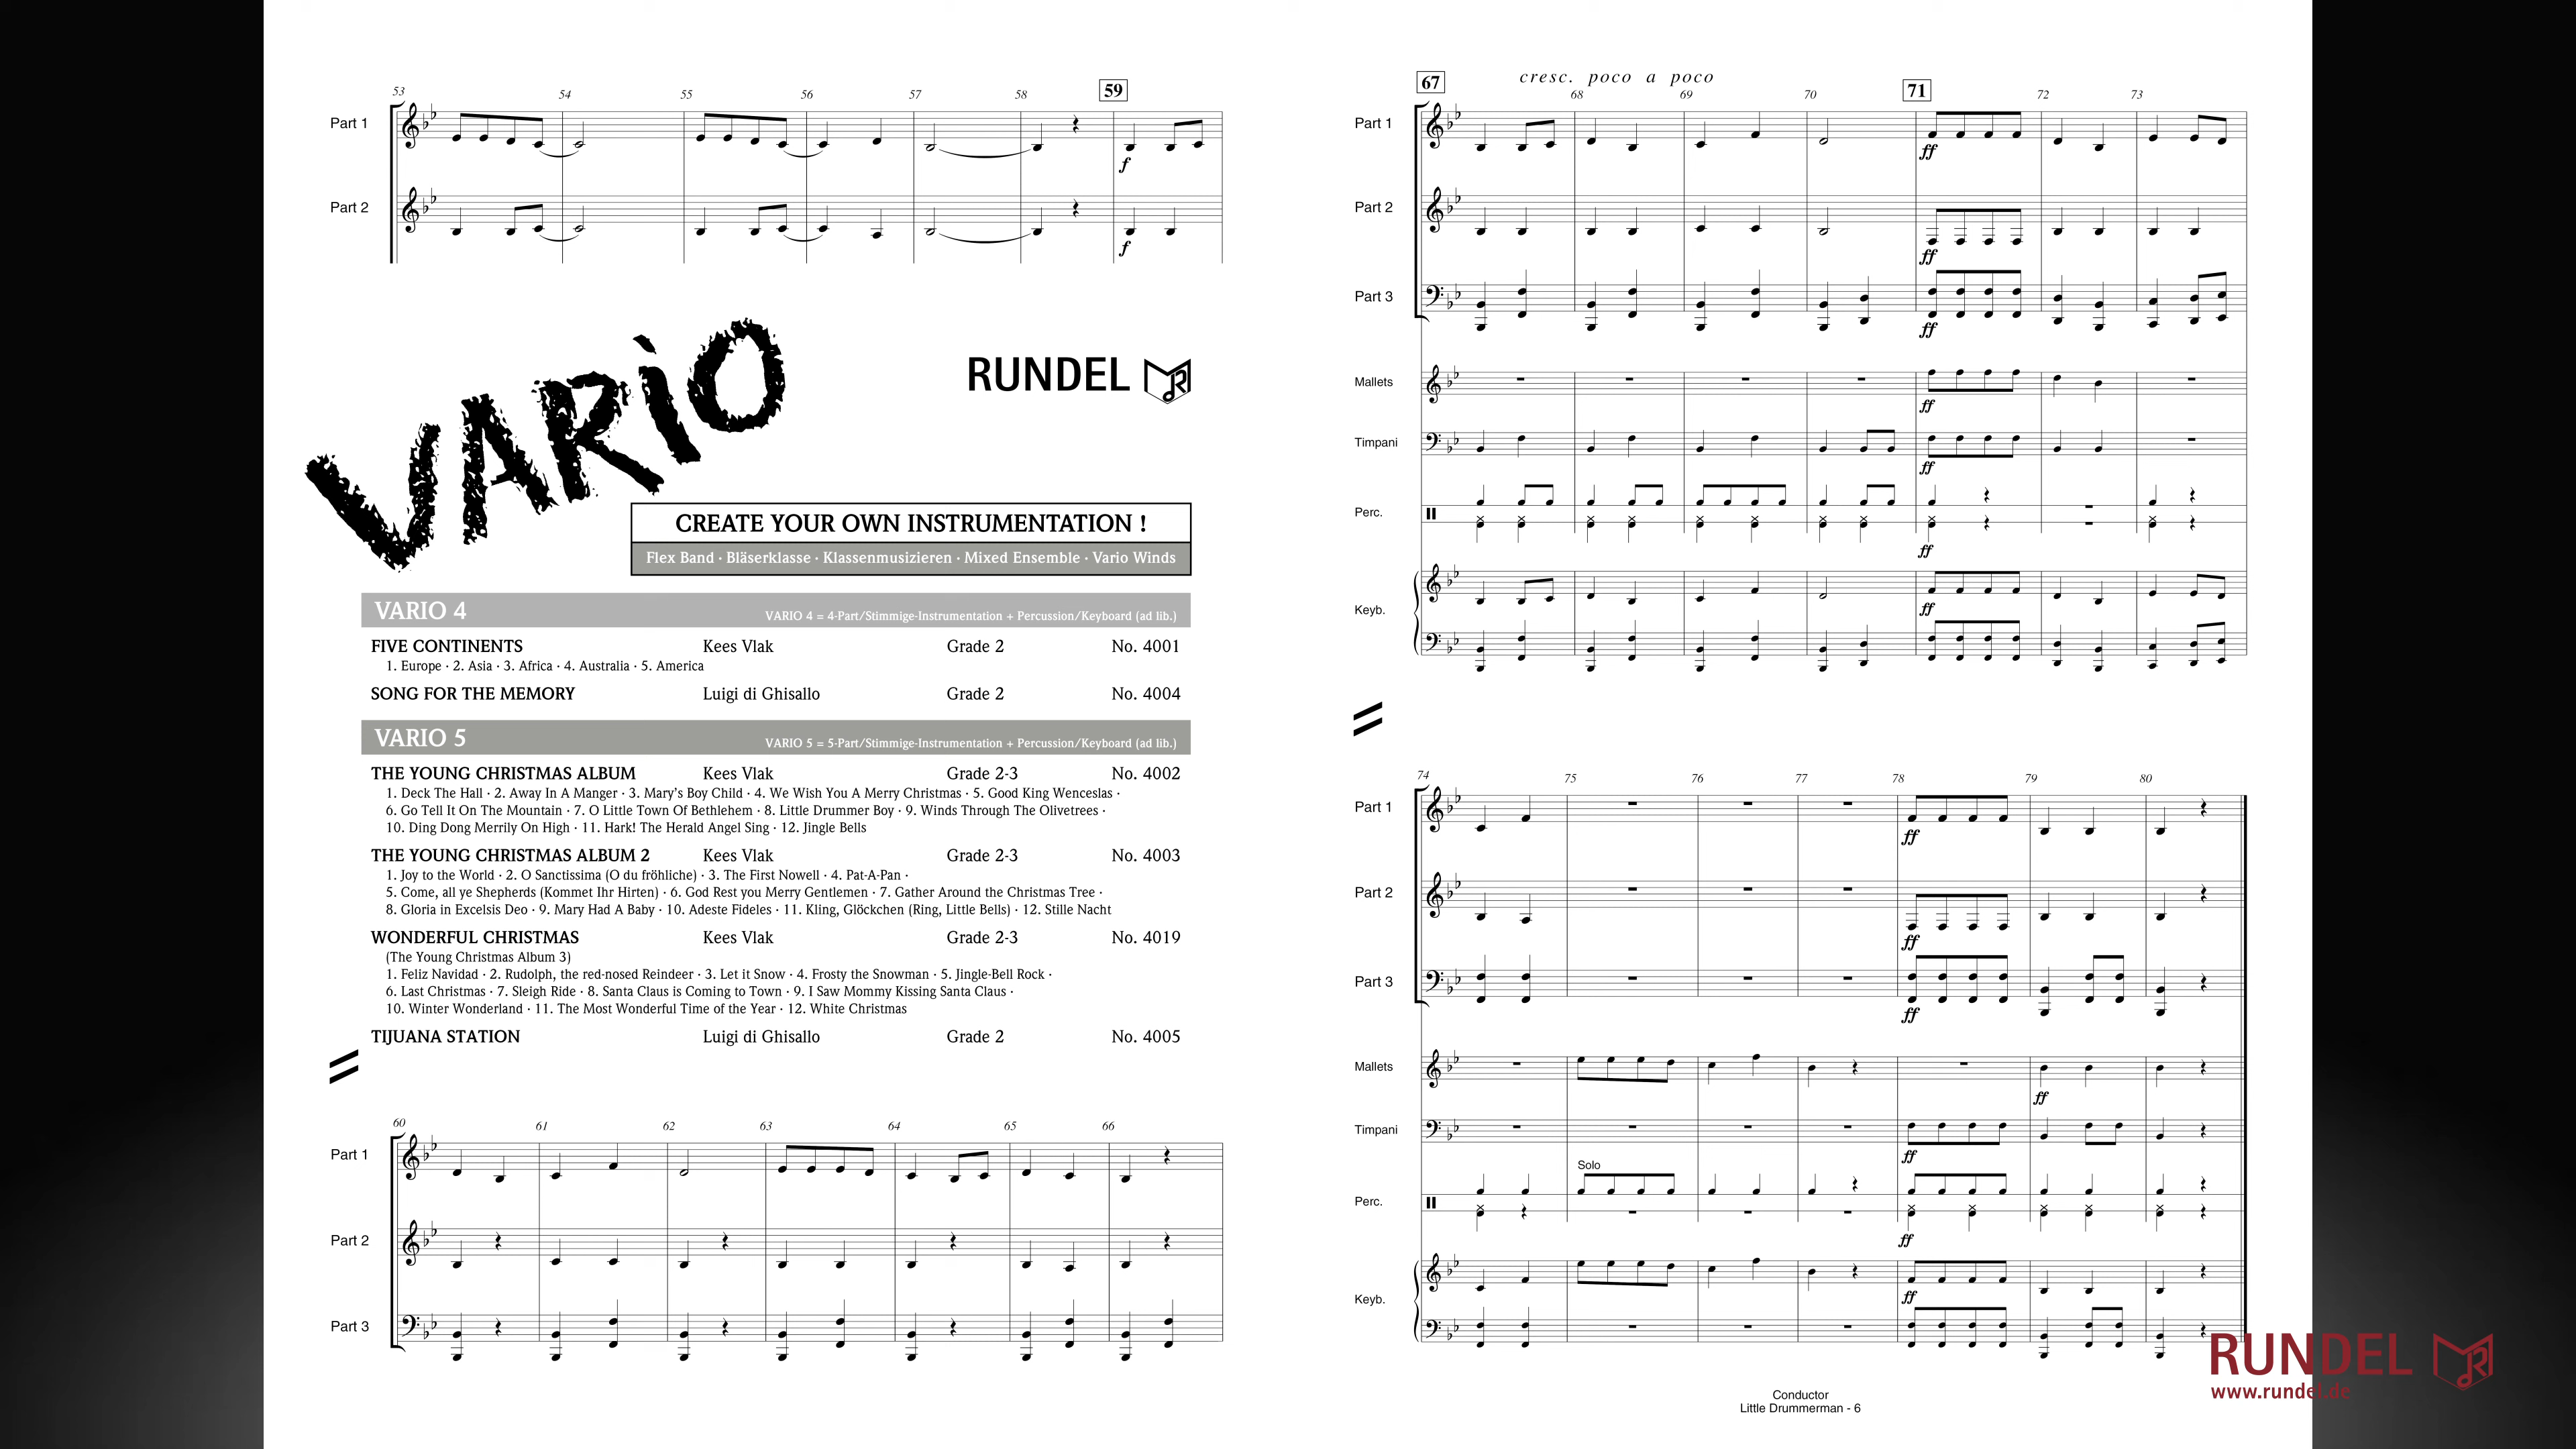 53 54 55 56 57 58 59
Part 1
f
Part 2
f
VARIO
RUNDEL
CREATE YOUR OWN INSTRUMENTATION !
Flex Band · Bläserklasse · Klassenmusizieren · Mixed Ensemble · Vario Winds
VARIO 4 VARIO 4 = 4-Part/Stimmige-Instrumentation + Percussion/Keyboard (ad lib.)
FIVE CONTINENTS Kees Vlak Grade 2 No. 4001
1. Europe · 2. Asia · 3. Africa · 4. Australia · 5. America
SONG FOR THE MEMORY Luigi di Ghisallo Grade 2 No. 4004
VARIO 5 VARIO 5 = 5-Part/Stimmige-Instrumentation + Percussion/Keyboard (ad lib.)
THE YOUNG CHRISTMAS ALBUM Kees Vlak Grade 2-3 No. 4002
1. Deck The Hall · 2. Away In A Manger · 3. Mary's Boy Child · 4. We Wish You A Merry Christmas · 5. Good King Wenceslas ·
6. Go Tell It On The Mountain · 7. O Little Town Of Bethlehem · 8. Little Drummer Boy · 9. Winds Through The Olivetrees ·
10. Ding Dong Merrily On High · 11. Hark! The Herald Angel Sing · 12. Jingle Bells
THE YOUNG CHRISTMAS ALBUM 2 Kees Vlak Grade 2-3 No. 4003
1. Joy to the World · 2. O Sanctissima (O du fröhliche) · 3. The First Nowell · 4. Pat-A-Pan ·
5. Come, all ye Shepherds (Kommet Ihr Hirten) · 6. God Rest you Merry Gentlemen · 7. Gather Around the Christmas Tree ·
8. Gloria in Excelsis Deo · 9. Mary Had A Baby · 10. Adeste Fideles · 11. Kling, Glöckchen (Ring, Little Bells) · 12. Stille Nacht
WONDERFUL CHRISTMAS Kees Vlak Grade 2-3 No. 4019
(The Young Christmas Album 3)
1. Feliz Navidad · 2. Rudolph, the red-nosed Reindeer · 3. Let it Snow · 4. Frosty the Snowman · 5. Jingle-Bell Rock ·
6. Last Christmas · 7. Sleigh Ride · 8. Santa Claus is Coming to Town · 9. I Saw Mommy Kissing Santa Claus ·
10. Winter Wonderland · 11. The Most Wonderful Time of the Year · 12. White Christmas
TIJUANA STATION Luigi di Ghisallo Grade 2 No. 4005
60 61 62 63 64 65 66
Part 1
Part 2
Part 3
cresc. poco a poco
67 68 69 70 71 72 73
Part 1
ff
Part 2
ff
Part 3
ff
Mallets
ff
Timpani
ff
Perc.
ff
Keyb.
ff
74 75 76 77 78 79 80
Part 1
ff
Part 2
ff
Part 3
ff
Mallets
ff
Timpani
ff
Solo
Perc.
ff
Keyb.
ff
Conductor
Little Drummerman - 6
RUNDEL
www.rundel.de